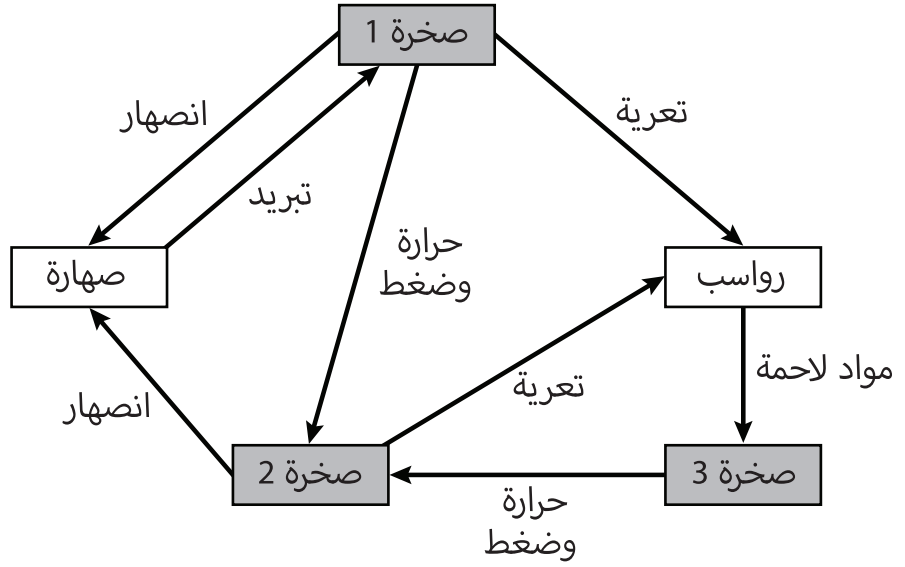 صخرة 1
انصهار
تعرية
تبريد
حرارة
وضغط
صهارة
رواسب
مواد لاحمة
تعرية
انصهار
صخرة 2
صخرة 3
حرارة
وضغط